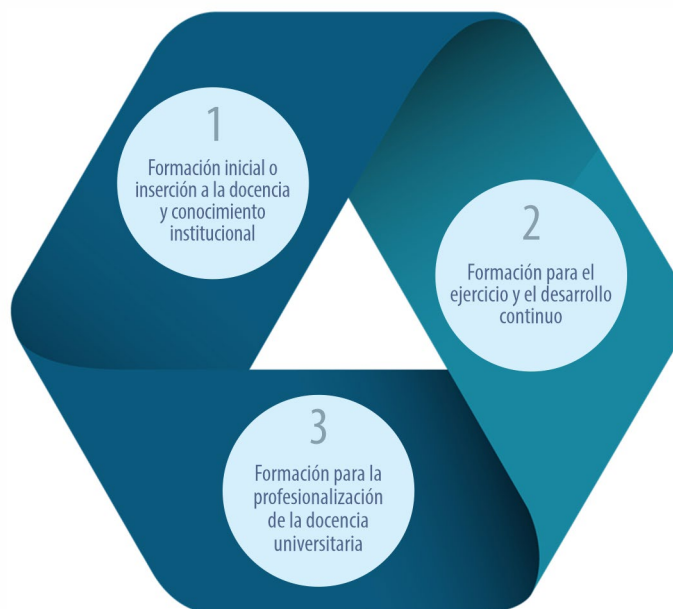 1
Formación inicial o
inserción a la docencia
y conocimiento
institucional
2
Formación para el
ejercicio y el desarrollo
continuo
3
Formación para la
profesionalización
de la docencia
universitaria